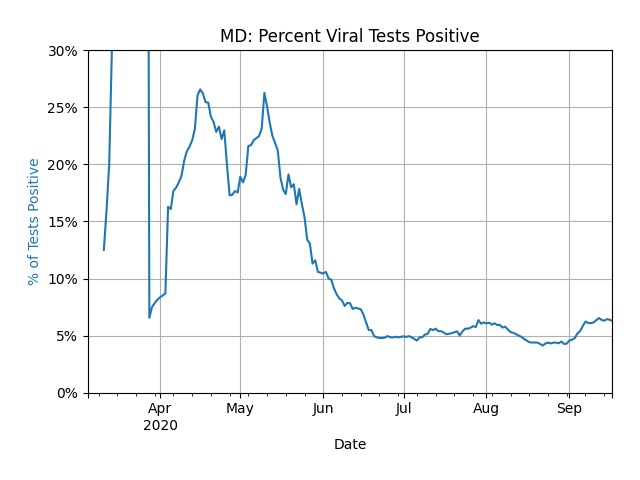 MD: Percent Viral Tests Positive
30%
25%
20%
15%
10%
5%
0%
% of Tests Positive
Apr May Jun Jul Aug Sep
2020
Date